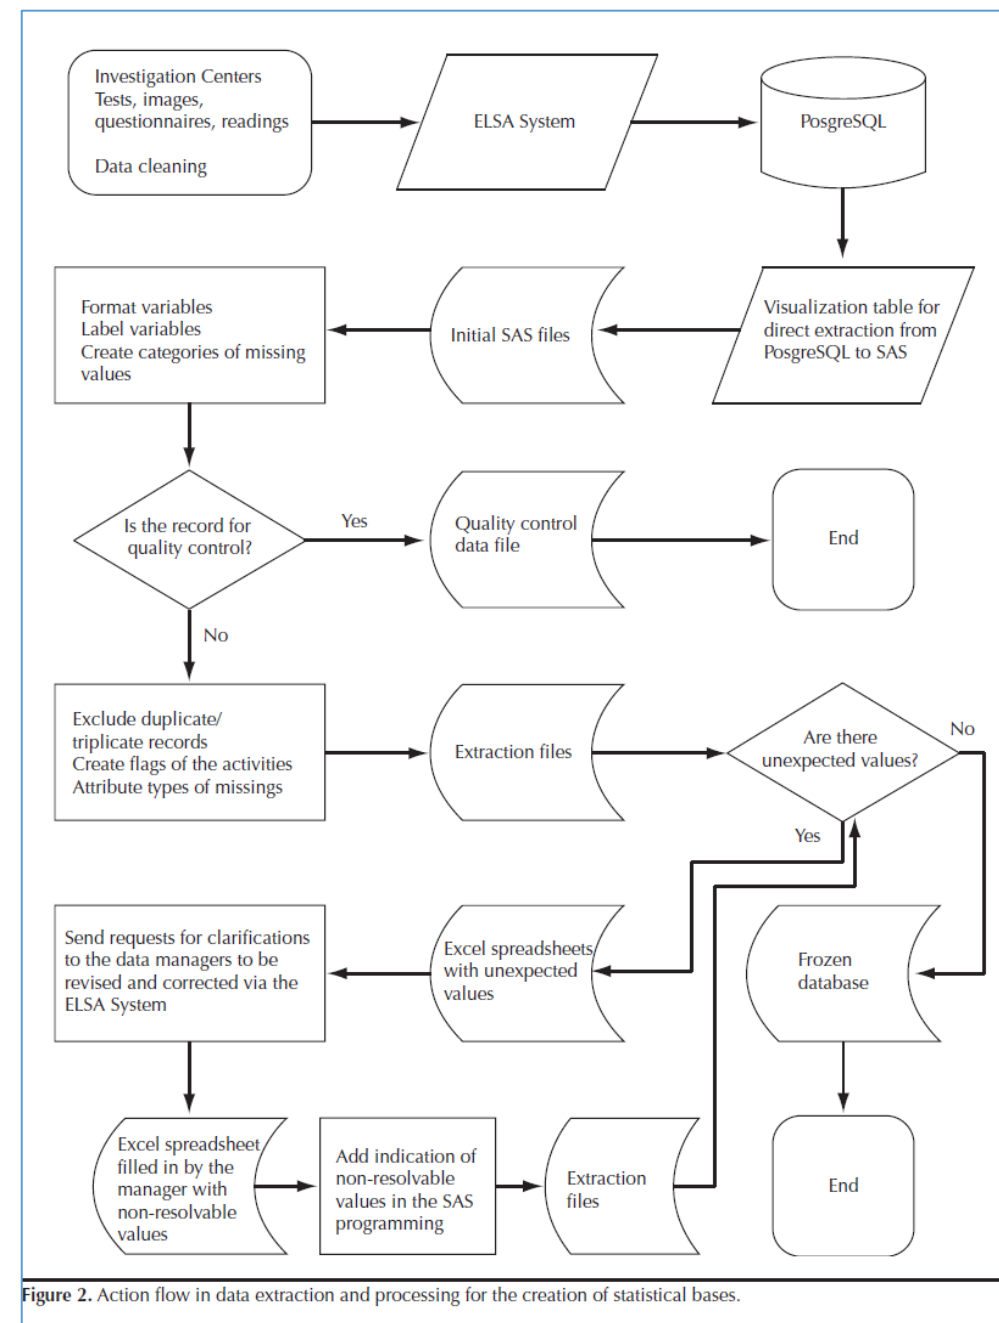 Investigation Centers
Tests, images,
questionnaires, readings
Data cleaning
ELSA System
PosgreSQL
Format variables
Label variables
Create categories of missing
values
Initial SAS files
Visualization table for
direct extraction from
PosgreSQL to SAS
Is the record for
quality control?
Yes
Quality control
data file
End
No
Exclude duplicate/
triplicate records
Create flags of the activities
Attribute types of missings
Extraction files
Are there
unexpected values?
No
Yes
Send requests for clarifications
to the data managers to be
revised and corrected via the
ELSA System
Excel spreadsheets
with unexpected
values
Frozen
database
Excel spreadsheet
filled in by the
manager with
non-resolvable
values
Add indication of
non-resolvable
values in the SAS
programming
Extraction
files
End
Figure 2. Action flow in data extraction and processing for the creation of statistical bases.